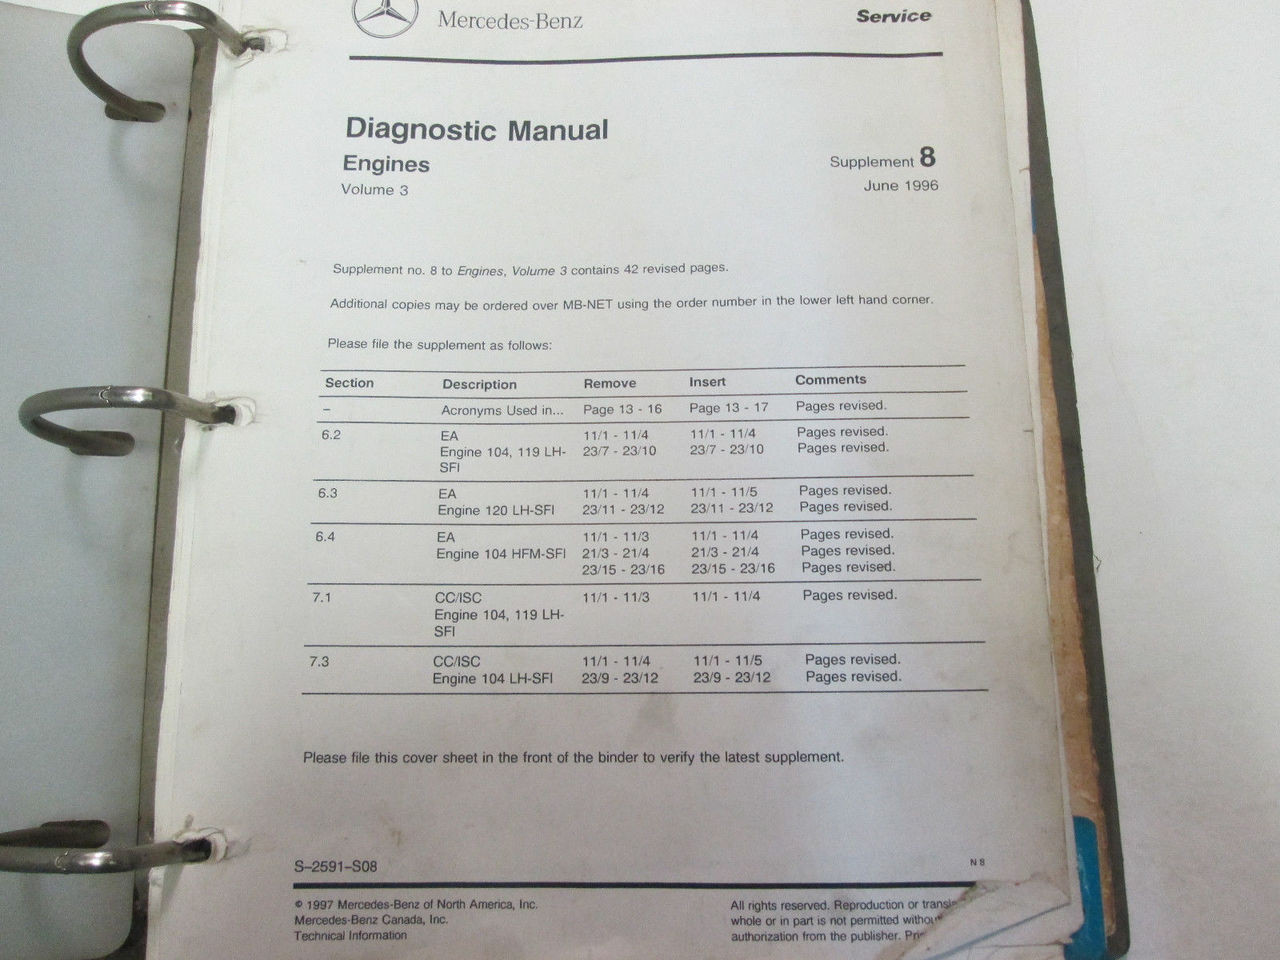 Mercedes-Benz Service
Diagnostic Manual
Engines
Volume 3
Supplement 8
June 1996
Supplement no. 8 to Engines, Volume 3 contains 42 revised pages.
Additional copies may be ordered over MB-NET using the order number in the lower left hand corner.
Please file the supplement as follows:
Section Description Remove Insert Comments
– Acronyms Used in... Page 13 - 16 Page 13 - 17 Pages revised.
6.2 EA 11/1 - 11/4 11/1 - 11/4 Pages revised.
Engine 104, 119 LH- 23/7 - 23/10 23/7 - 23/10 Pages revised.
SFI
6.3 EA 11/1 - 11/4 11/1 - 11/5 Pages revised.
Engine 120 LH-SFI 23/11 - 23/12 23/11 - 23/12 Pages revised.
6.4 EA 11/1 - 11/3 11/1 - 11/4 Pages revised.
Engine 104 HFM-SFI 21/3 - 21/4 21/3 - 21/4 Pages revised.
23/15 - 23/16 23/15 - 23/16 Pages revised.
7.1 CC/ISC 11/1 - 11/3 11/1 - 11/4 Pages revised.
Engine 104, 119 LH-
SFI
7.3 CC/ISC 11/1 - 11/4 11/1 - 11/5 Pages revised.
Engine 104 LH-SFI 23/9 - 23/12 23/9 - 23/12 Pages revised.
Please file this cover sheet in the front of the binder to verify the latest supplement.
S–2591–S08
N 8
© 1997 Mercedes-Benz of North America, Inc.
Mercedes-Benz Canada, Inc.
Technical Information
All rights reserved. Reproduction or
whole or in part is not permitted
authorization from the publisher.